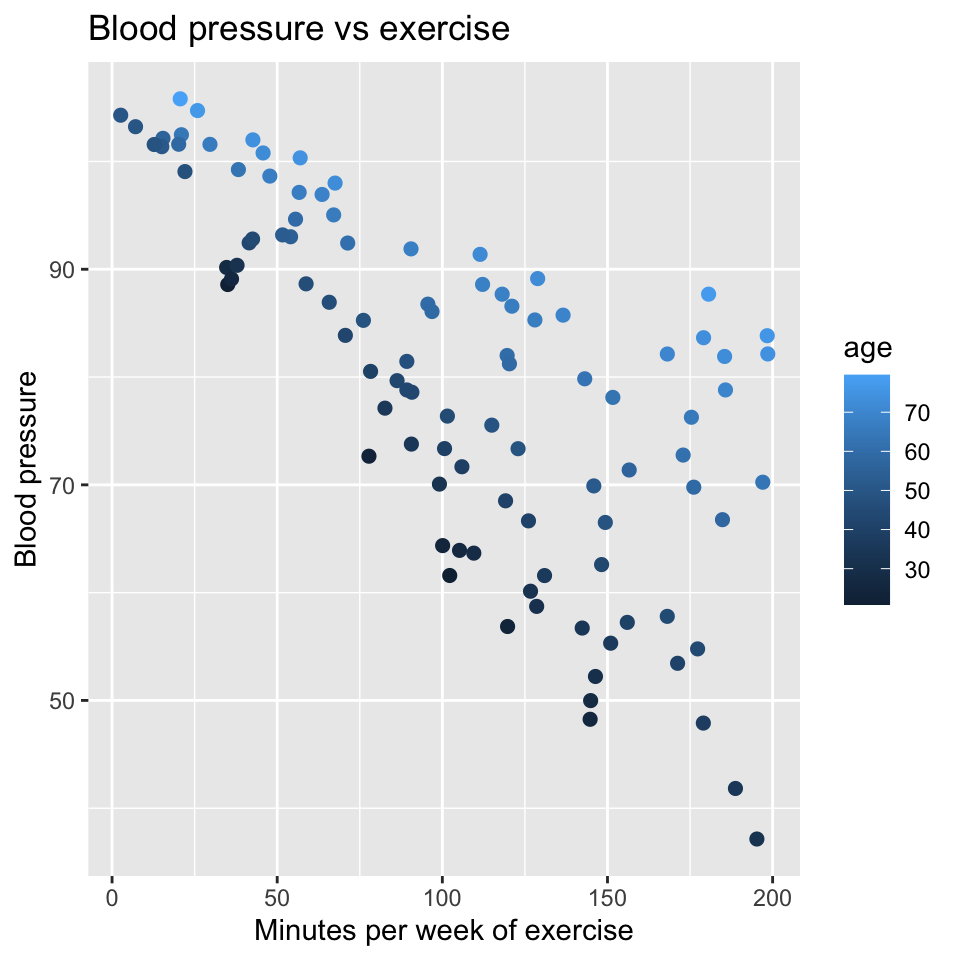 Blood pressure vs exercise
Blood pressure
90
70
50
0 50 100 150 200
Minutes per week of exercise
age
70
60
50
40
30